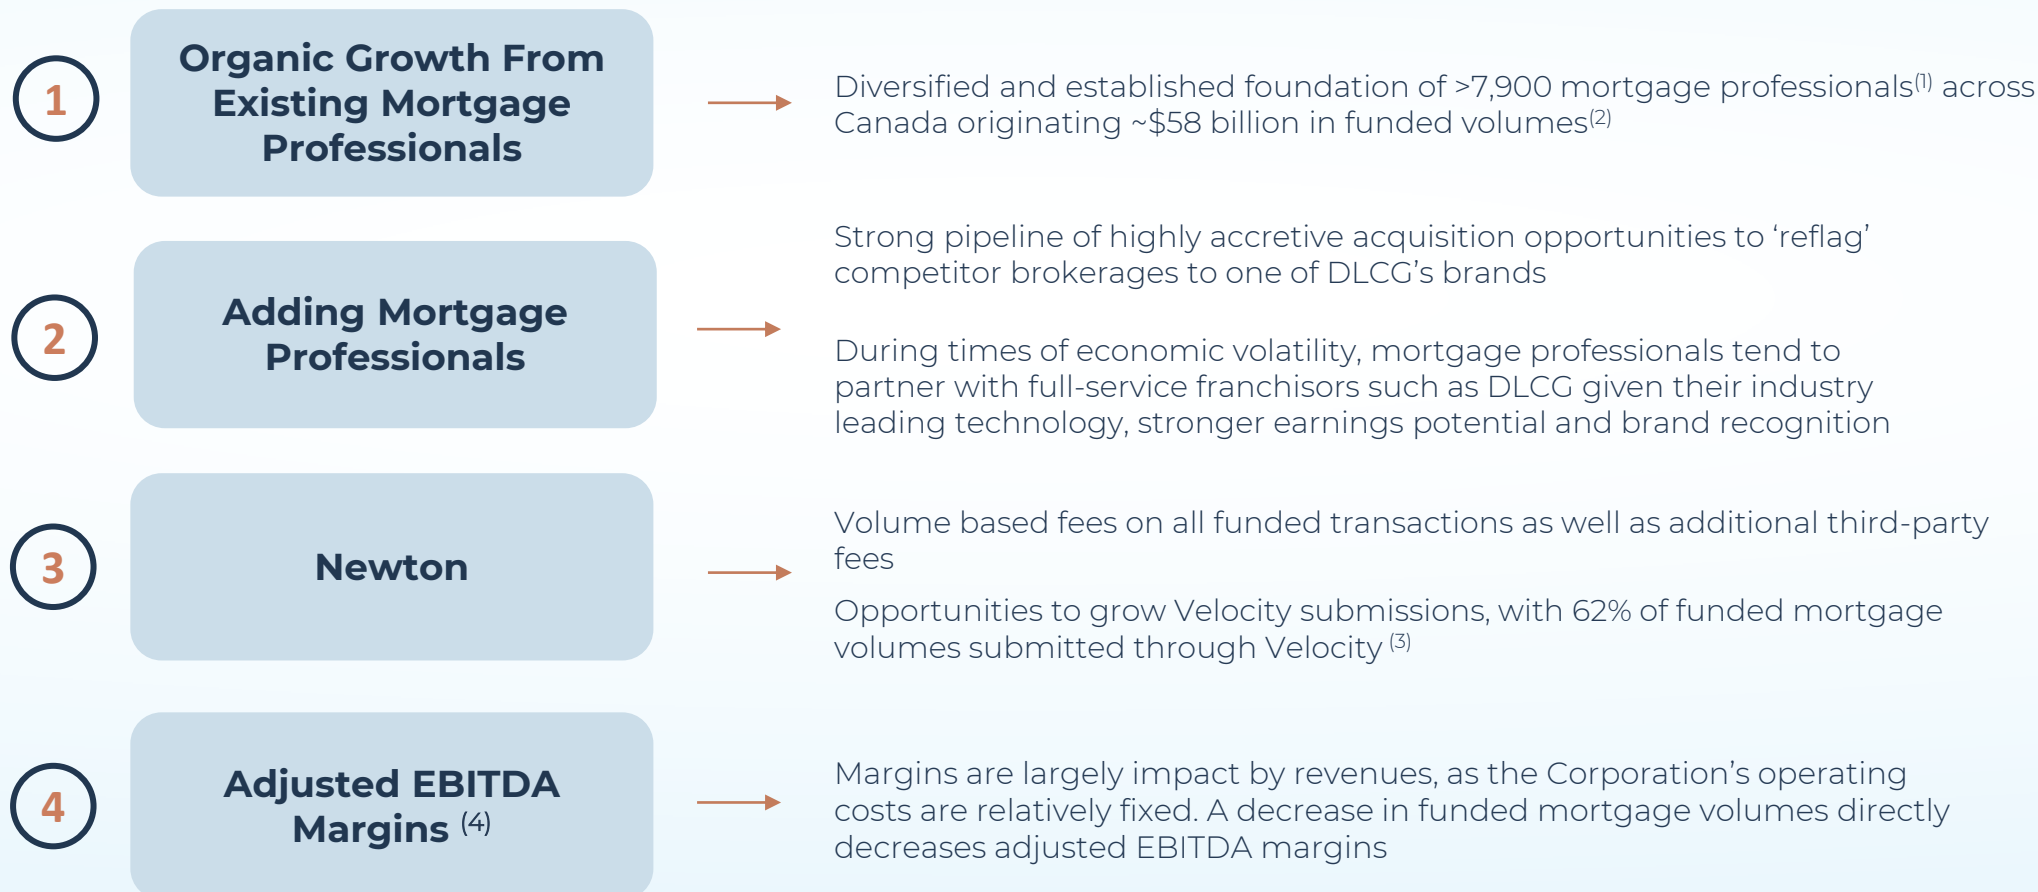 1
Organic Growth From
Existing Mortgage
Professionals
Diversified and established foundation of >7,900 mortgage professionals(1) across
Canada originating ~$58 billion in funded volumes(2)
2
Adding Mortgage
Professionals
Strong pipeline of highly accretive acquisition opportunities to ‘reflag’
competitor brokerages to one of DLCG’s brands
During times of economic volatility, mortgage professionals tend to
partner with full-service franchisors such as DLCG given their industry
leading technology, stronger earnings potential and brand recognition
3
Newton
Volume based fees on all funded transactions as well as additional third-party
fees
Opportunities to grow Velocity submissions, with 62% of funded mortgage
volumes submitted through Velocity (3)
4
Adjusted EBITDA
Margins (4)
Margins are largely impact by revenues, as the Corporation’s operating
costs are relatively fixed. A decrease in funded mortgage volumes directly
decreases adjusted EBITDA margins